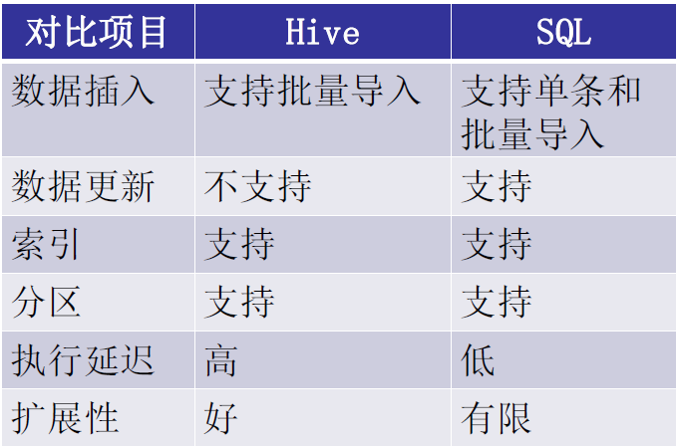 对比项目 Hive SQL
数据插入 支持批量导入 支持单条和
批量导入
数据更新 不支持 支持
索引 支持 支持
分区 支持 支持
执行延迟 高 低
扩展性 好 有限